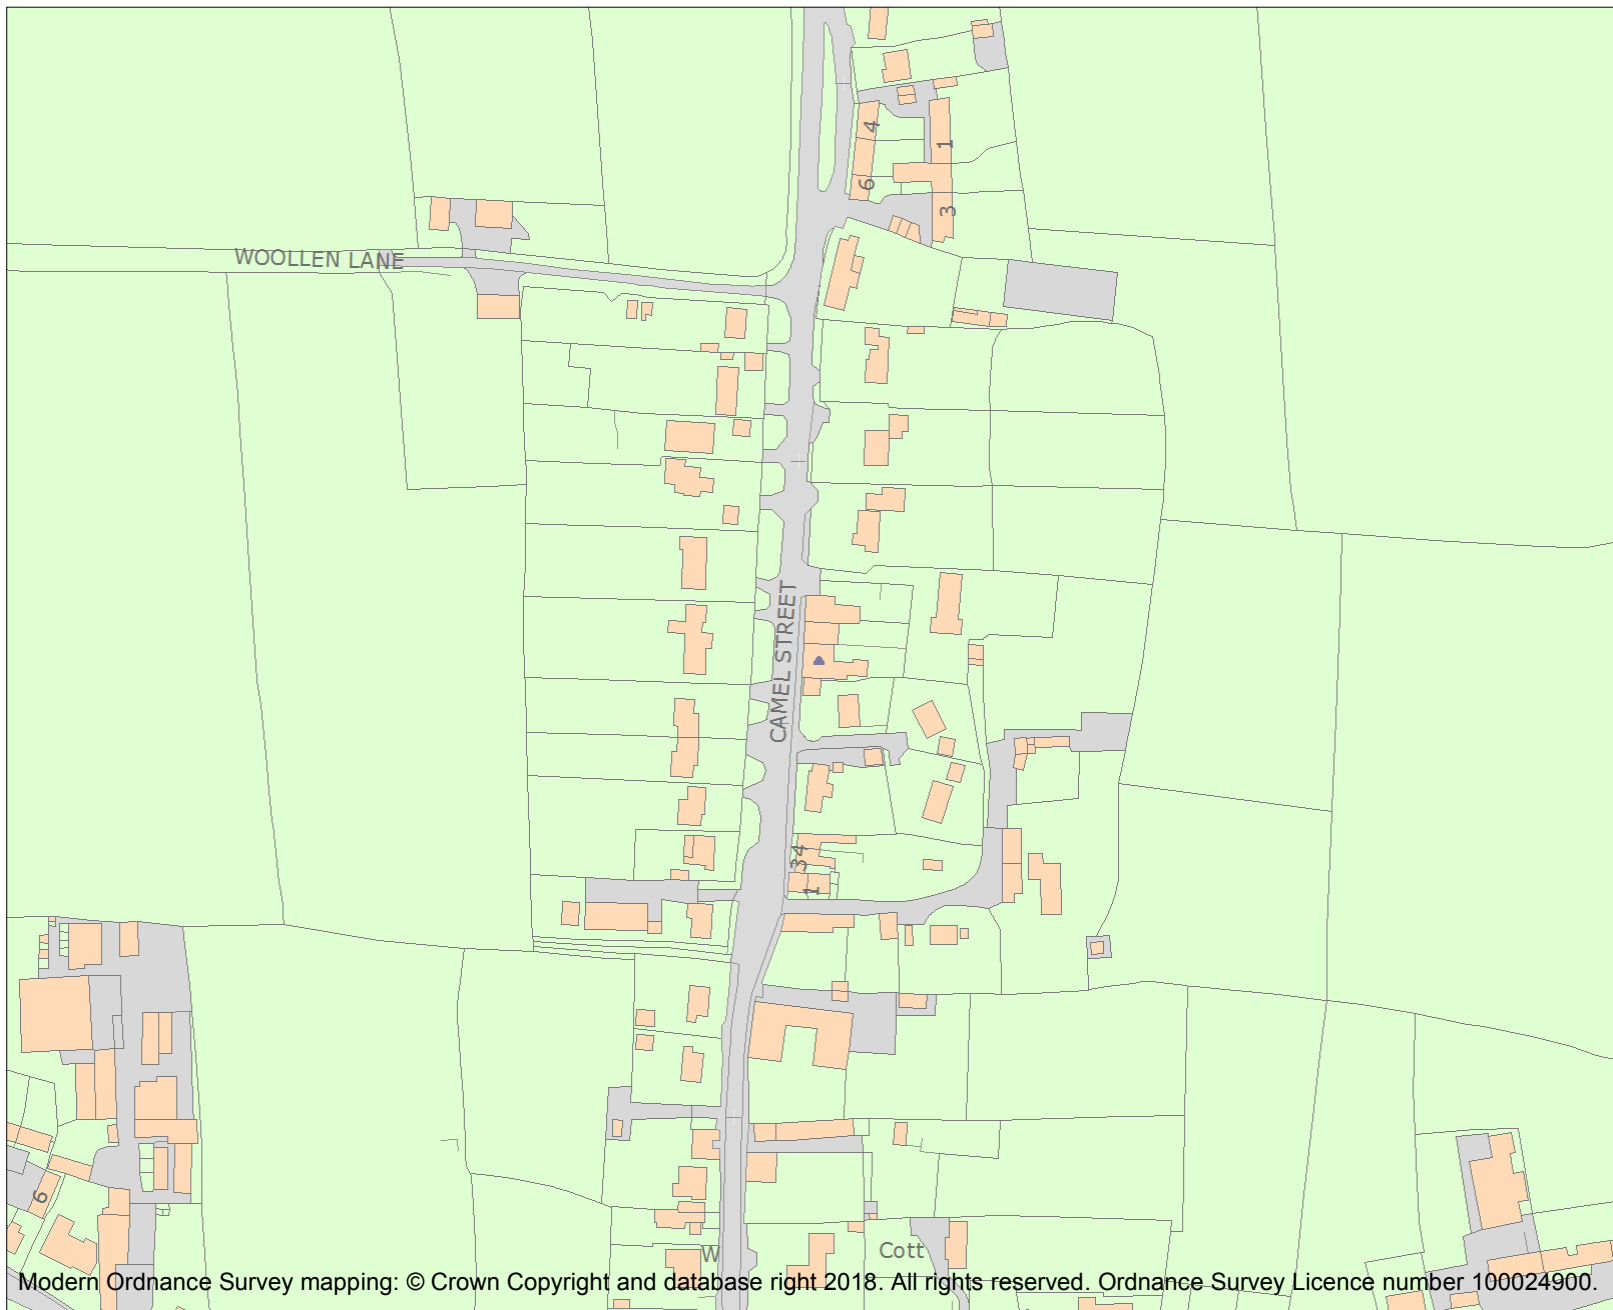 4
1
6
3
WOOLLEN LANE
CAMEL STREET
34
1
6
W
Cott
Modern Ordnance Survey mapping: © Crown Copyright and database right 2018. All rights reserved. Ordnance Survey Licence number 100024900.